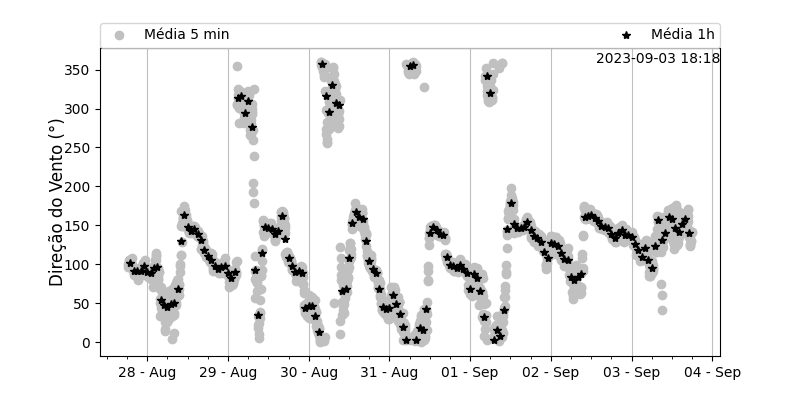 Média 5 min
Média 1h
2023-09-03 18:18
Direção do Vento (°)
350
300
250
200
150
100
50
0
28 - Aug
29 - Aug
30 - Aug
31 - Aug
01 - Sep
02 - Sep
03 - Sep
04 - Sep